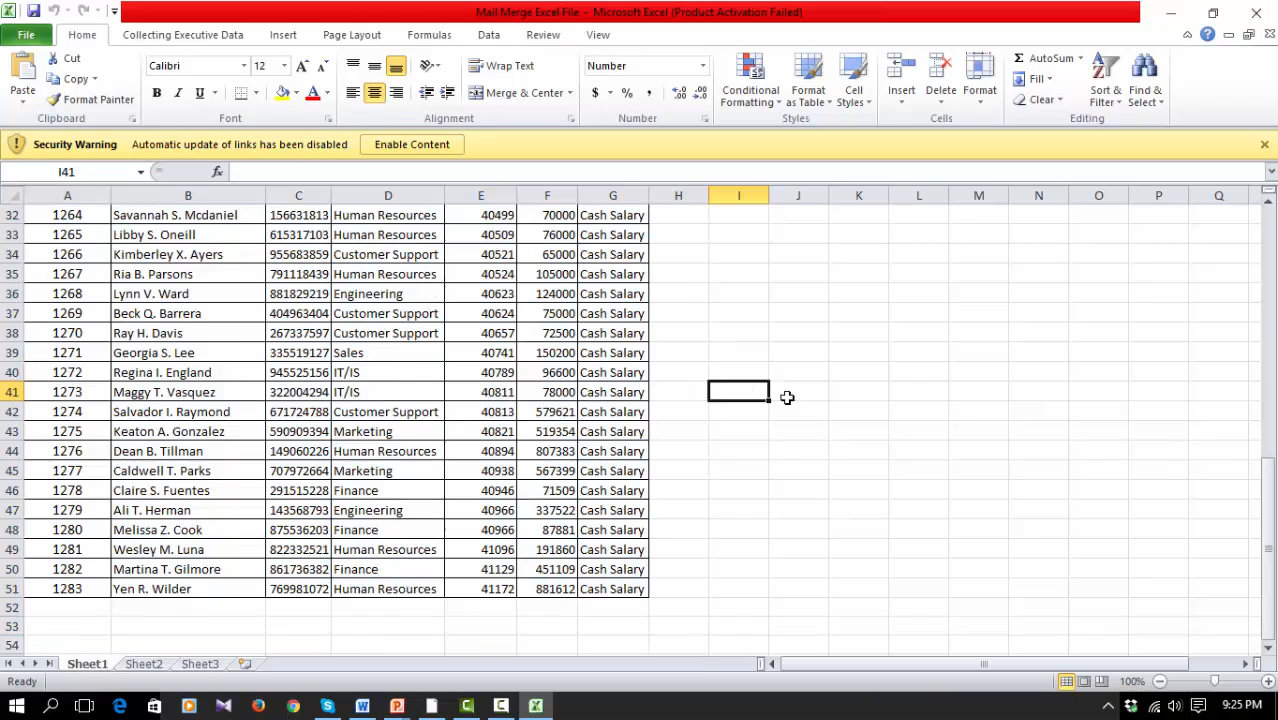 Mail Merge Excel File - Microsoft Excel (Product Activation Failed)
File Home Collecting Executive Data Insert Page Layout Formulas Data Review View
Paste Cut Copy Format Painter Clipboard
Calibri 12 B I U A Font
Wrap Text Merge & Center Alignment
Number $ % , Number
Conditional Formatting Format as Table Cell Styles Styles
Insert Delete Format Cells
AutoSum Fill Clear Sort & Filter Find & Select Editing
Security Warning Automatic update of links has been disabled Enable Content
I41 fx
A B C D E F G H I J K L M N O P Q
32 1264 Savannah S. Mcdaniel 156631813 Human Resources 40499 70000 Cash Salary
33 1265 Libby S. Oneill 615317103 Human Resources 40509 76000 Cash Salary
34 1266 Kimberley X. Ayers 955683859 Customer Support 40521 65000 Cash Salary
35 1267 Ria B. Parsons 791118439 Human Resources 40524 105000 Cash Salary
36 1268 Lynn V. Ward 881829219 Engineering 40623 124000 Cash Salary
37 1269 Beck Q. Barrera 404963404 Customer Support 40624 75000 Cash Salary
38 1270 Ray H. Davis 267337597 Customer Support 40657 72500 Cash Salary
39 1271 Georgia S. Lee 335519127 Sales 40741 150200 Cash Salary
40 1272 Regina I. England 945525156 IT/IS 40789 96600 Cash Salary
41 1273 Maggy T. Vasquez 322004294 IT/IS 40811 78000 Cash Salary
42 1274 Salvador I. Raymond 671724788 Customer Support 40813 579621 Cash Salary
43 1275 Keaton A. Gonzalez 590909394 Marketing 40821 519354 Cash Salary
44 1276 Dean B. Tillman 149060226 Human Resources 40894 807383 Cash Salary
45 1277 Caldwell T. Parks 707972664 Marketing 40938 567399 Cash Salary
46 1278 Claire S. Fuentes 291515228 Finance 40946 71509 Cash Salary
47 1279 Ali T. Herman 143568793 Engineering 40966 337522 Cash Salary
48 1280 Melissa Z. Cook 875536203 Finance 40966 87881 Cash Salary
49 1281 Wesley M. Luna 822332521 Human Resources 41096 191860 Cash Salary
50 1282 Martina T. Gilmore 861736382 Finance 41129 451109 Cash Salary
51 1283 Yen R. Wilder 769981072 Human Resources 41172 881612 Cash Salary
52
53
54
Sheet1 Sheet2 Sheet3
Ready 100%
9:25 PM